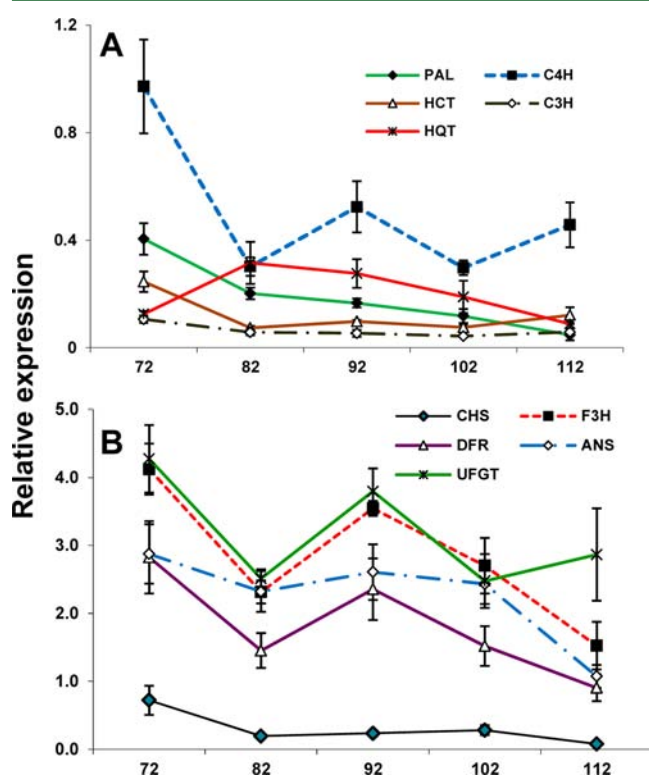 A
PAL
C4H
HCT
C3H
HQT
1.2
0.8
0.4
0
72 82 92 102 112
Relative expression
B
CHS
F3H
DFR
ANS
UFGT
5.0
4.0
3.0
2.0
1.0
0.0
72 82 92 102 112